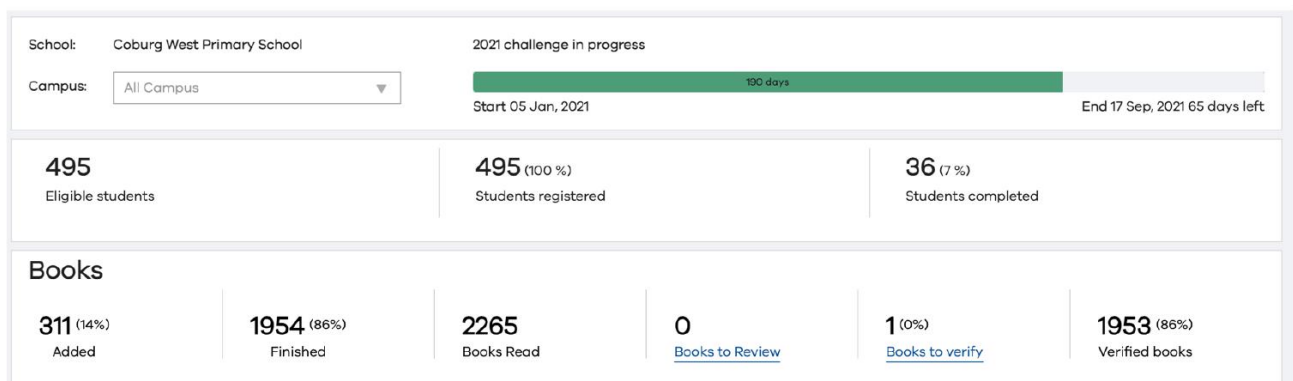 School: Coburg West Primary School
2021 challenge in progress
Campus: All Campus
190 days
Start 05 Jan, 2021
End 17 Sep, 2021 65 days left
495
Eligible students
495 (100 %)
Students registered
36 (7 %)
Students completed
Books
311 (14%)
Added
1954 (86%)
Finished
2265
Books Read
0
Books to Review
1 (0%)
Books to verify
1953 (86%)
Verified books